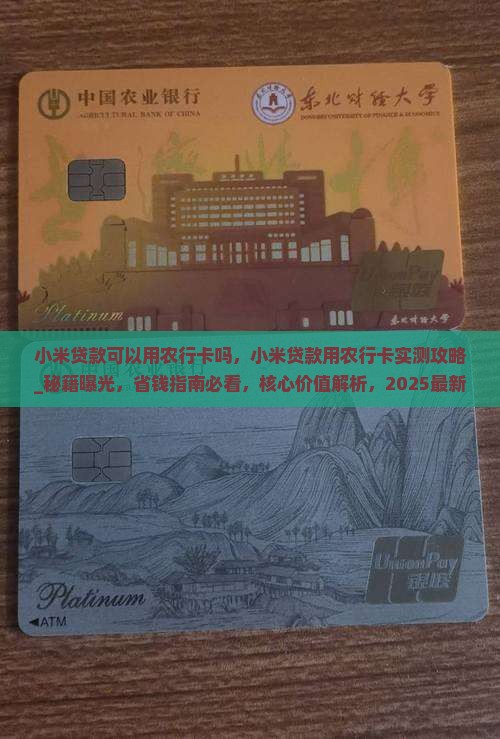 中国农业银行
AGRICULTURAL BANK OF CHINA
东北财经大学
DONGBEI UNIVERSITY OF FINANCE & ECONOMICS
UnionPay
银联
Platinum
东北财经大学
小米贷款可以用农行卡吗，小米贷款用农行卡实测攻略
_秘籍曝光，省钱指南必看，核心价值解析，2025最新
UnionPay
银联
Platinum
◀ATM